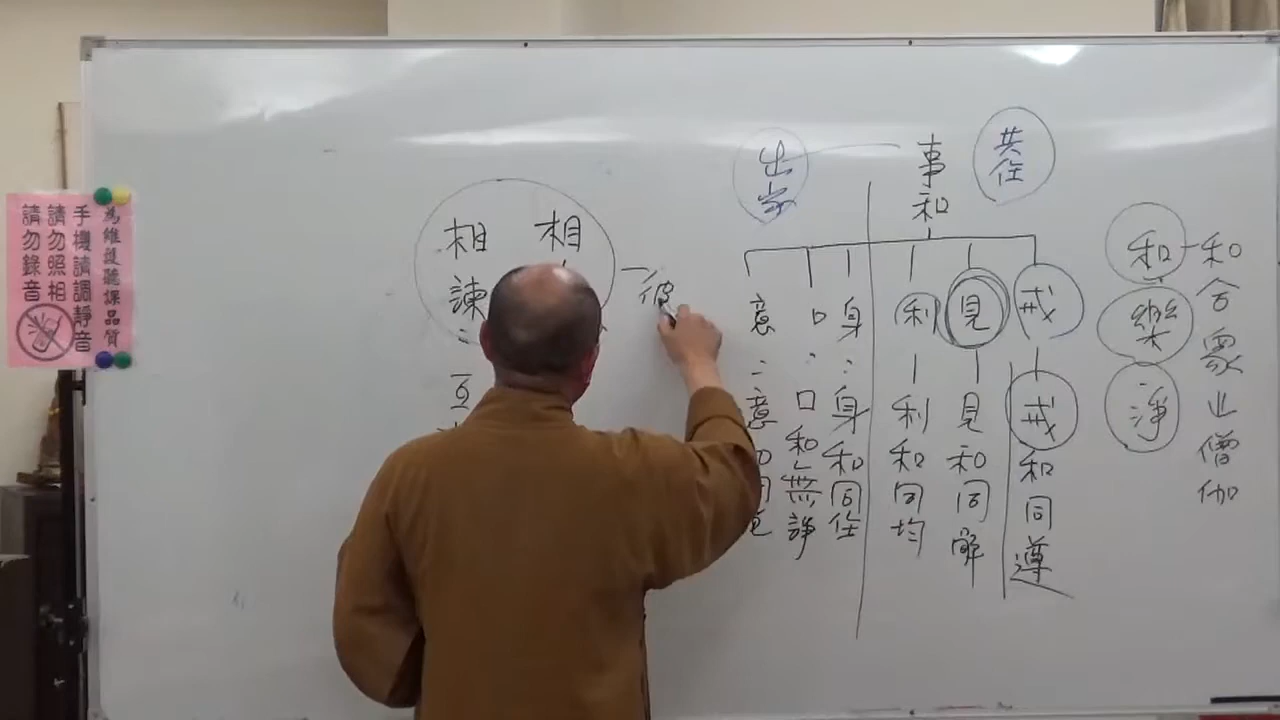 和合眾止僧伽
和
樂
淨
共住
事和
出家
戒
戒和同遵
見
見和同解
利
利和同均
身：身和同住
口：口和無諍
意：意
彼
相
相諫：互
為維護聽課品質
手機請調靜音
請勿照相
請勿錄音